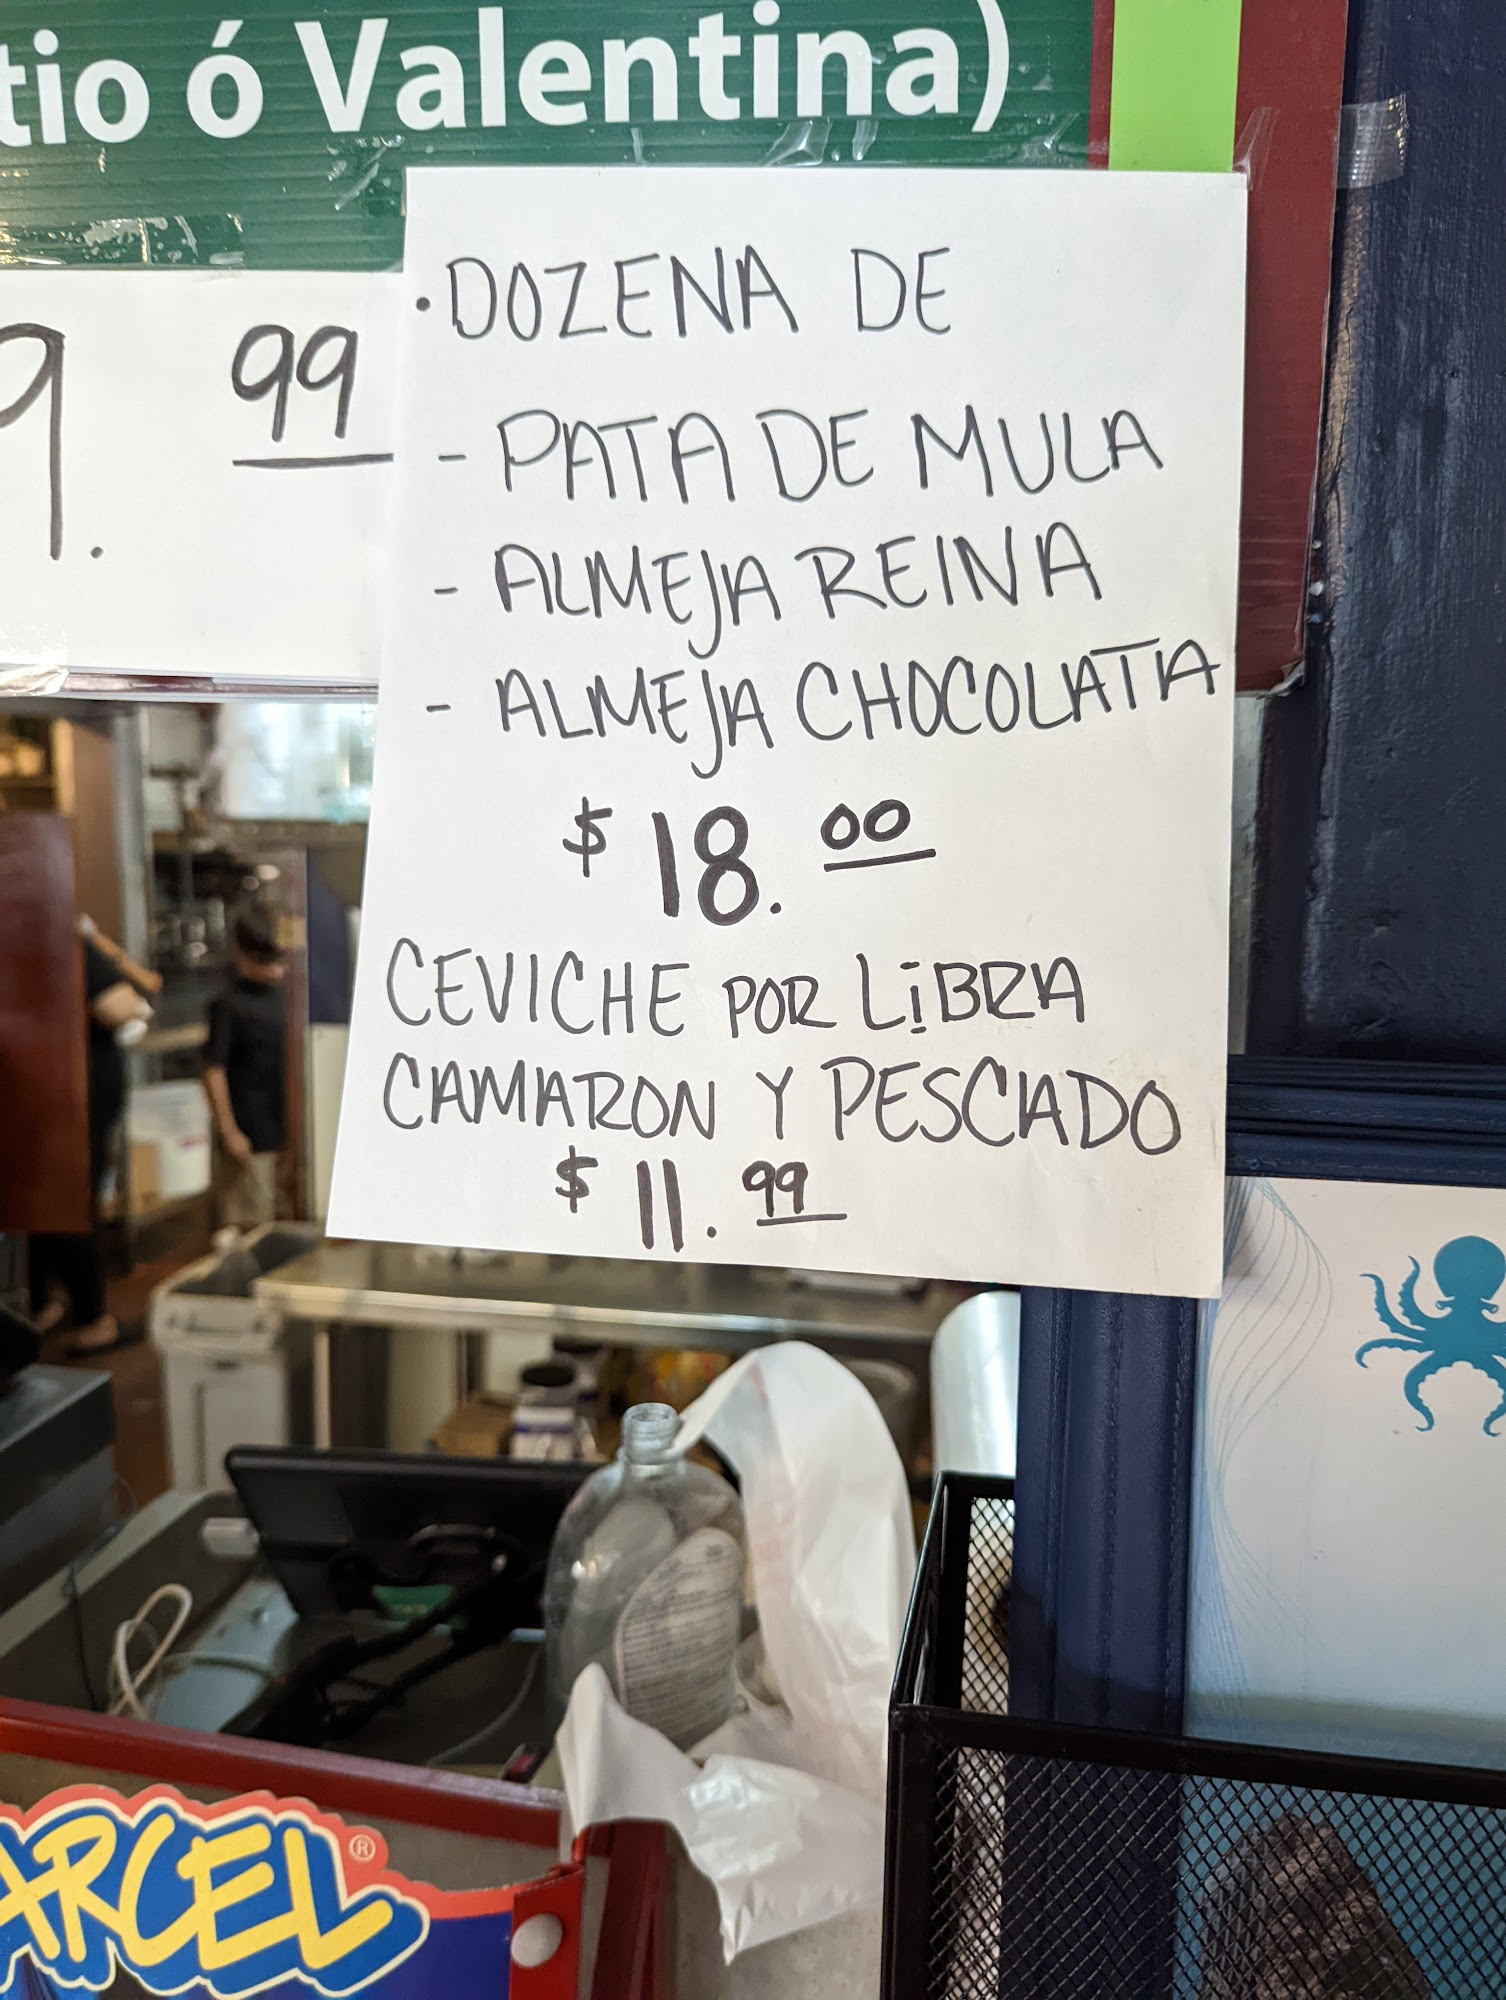 ó Valentina)
99
• DOZENA DE
- PATA DE MULA
- ALMEJA REINA
- ALMEJA CHOCOLATA
$ 18.00
CEVICHE POR LiBRA
CAMARON Y PESCADO
$ 11.99
ARCEL®